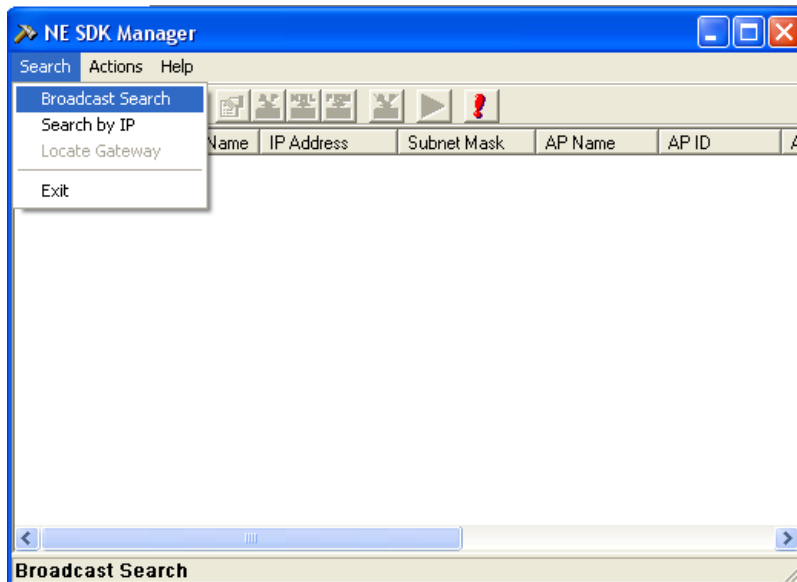 NE SDK Manager
Search Actions Help
Broadcast Search
Search by IP
Locate Gateway
Exit
Name IP Address Subnet Mask AP Name AP ID A
Broadcast Search